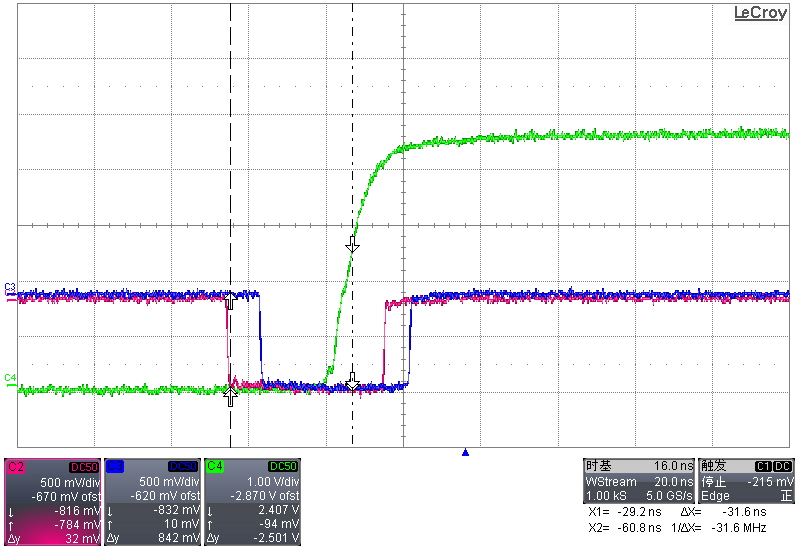 LeCroy
C3
C4
C2 DC50
500 mV/div
-670 mV ofst
↓ -816 mV
↑ -784 mV
Δy 32 mV
DC50
500 mV/div
-620 mV ofst
-832 mV
10 mV
842 mV
C4 DC50
1.00 V/div
-2.870 V ofst
↓ 2.407 V
↑ -94 mV
Δy -2.501 V
时基 16.0 ns
WStream 20.0 ns
1.00 kS 5.0 GS/s
触发 C1 DC
停止 -215 mV
Edge 正
X1= -29.2 ns ΔX= -31.6 ns
X2= -60.8 ns 1/ΔX= -31.6 MHz